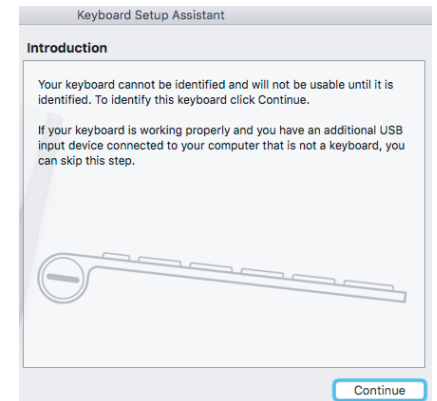 Keyboard Setup Assistant
Introduction
Your keyboard cannot be identified and will not be usable until it is
identified. To identify this keyboard click Continue.
If your keyboard is working properly and you have an additional USB
input device connected to your computer that is not a keyboard, you
can skip this step.
Continue